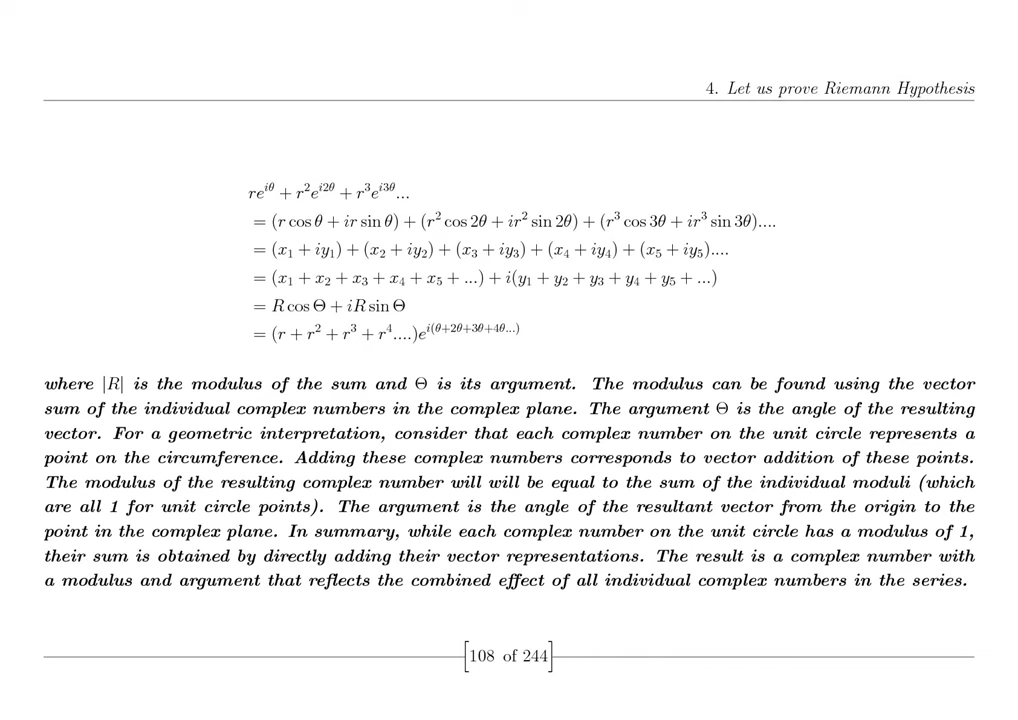 4. Let us prove Riemann Hypothesis
re^{iθ} + r^2e^{i2θ} + r^3e^{i3θ}...
= (r cos θ + ir sin θ) + (r^2 cos 2θ + ir^2 sin 2θ) + (r^3 cos 3θ + ir^3 sin 3θ)....
= (x_1 + iy_1) + (x_2 + iy_2) + (x_3 + iy_3) + (x_4 + iy_4) + (x_5 + iy_5)....
= (x_1 + x_2 + x_3 + x_4 + x_5 + ...) + i(y_1 + y_2 + y_3 + y_4 + y_5 + ...)
= R cos Θ + iR sin Θ
= (r + r^2 + r^3 + r^4....)e^{i(θ+2θ+3θ+4θ...)}
where |R| is the modulus of the sum and Θ is its argument. The modulus can be found using the vector
sum of the individual complex numbers in the complex plane. The argument Θ is the angle of the resulting
vector. For a geometric interpretation, consider that each complex number on the unit circle represents a
point on the circumference. Adding these complex numbers corresponds to vector addition of these points.
The modulus of the resulting complex number will will be equal to the sum of the individual moduli (which
are all 1 for unit circle points). The argument is the angle of the resultant vector from the origin to the
point in the complex plane. In summary, while each complex number on the unit circle has a modulus of 1,
their sum is obtained by directly adding their vector representations. The result is a complex number with
a modulus and argument that reflects the combined effect of all individual complex numbers in the series.
[108 of 244]